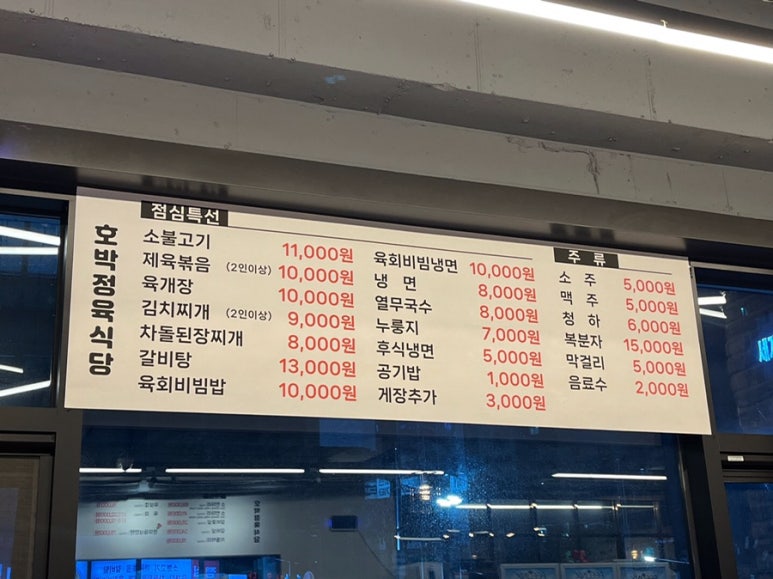 호박정육식당
점심특선
소불고기 11,000원
제육볶음 (2인이상) 10,000원
육개장 10,000원
김치찌개 (2인이상) 9,000원
차돌된장찌개 8,000원
갈비탕 13,000원
육회비빔밥 10,000원
육회비빔냉면 10,000원
냉 면 8,000원
열무국수 8,000원
누룽지 7,000원
후식냉면 5,000원
공기밥 1,000원
게장추가 3,000원
주 류
소 주 5,000원
맥 주 5,000원
청 하 6,000원
복분자 15,000원
막걸리 5,000원
음료수 2,000원